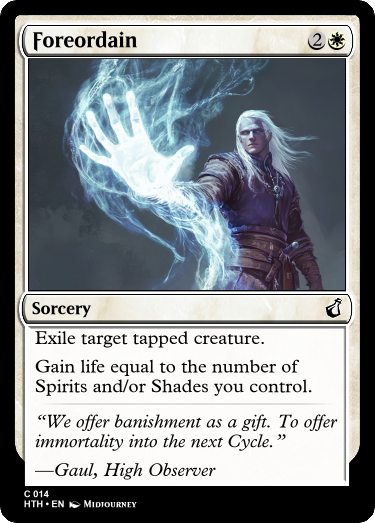 Foreordain 2
Sorcery
Exile target tapped creature.
Gain life equal to the number of
Spirits and/or Shades you control.
“We offer banishment as a gift. To offer
immortality into the next Cycle.”
—Gaul, High Observer
C 014
HTH • EN Midjourney